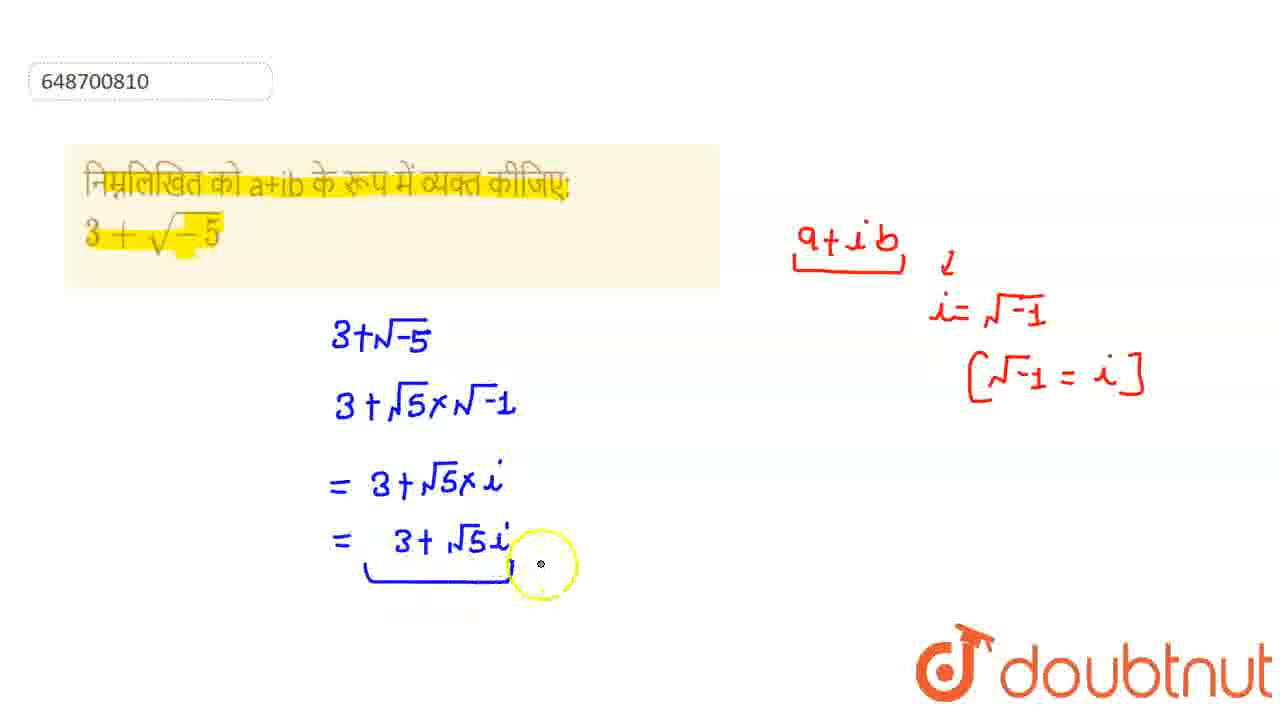 648700810
निम्नलिखित को a+ib के रूप में व्यक्त कीजिए:
3 + √-5
a+ib
i= √-1
[√-1 = i]
3+√-5
3+√5×√-1
= 3+√5×i
= 3+ √5i
doubtnut